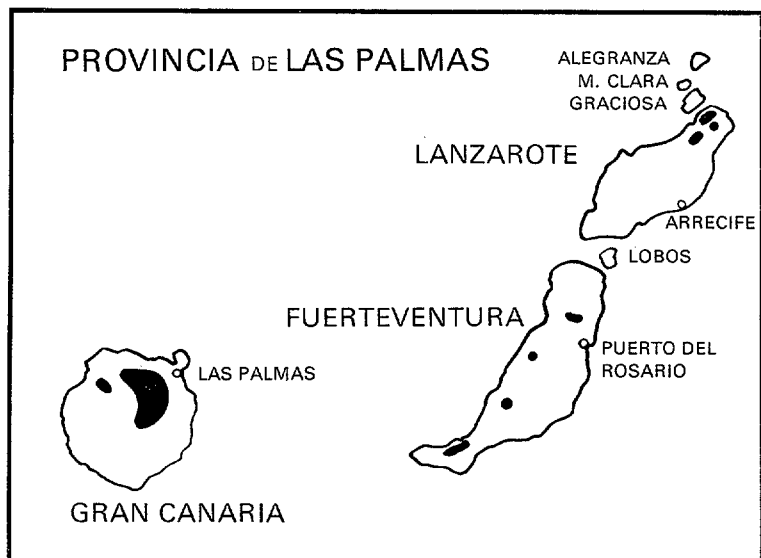 PROVINCIA DE LAS PALMAS
ALEGRANZA
M. CLARA
GRACIOSA
LANZAROTE
ARRECIFE
LOBOS
FUERTEVENTURA
PUERTO DEL
ROSARIO
LAS PALMAS
GRAN CANARIA